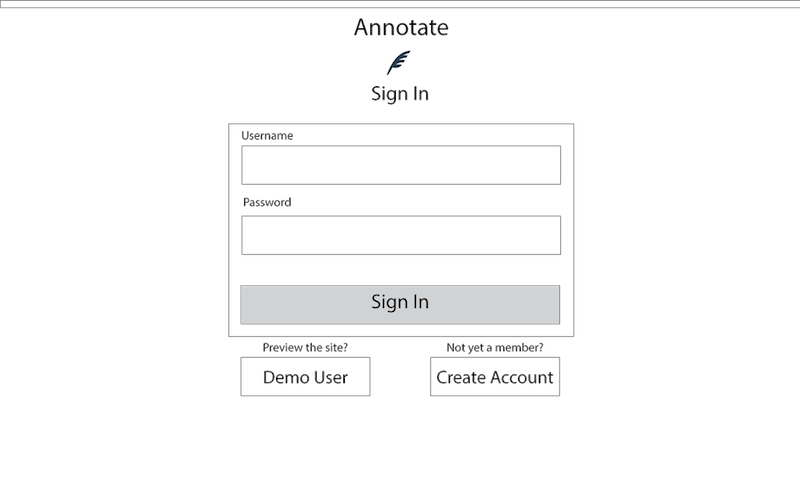 Annotate
Sign In
Username
Password
Sign In
Preview the site?
Not yet a member?
Demo User
Create Account